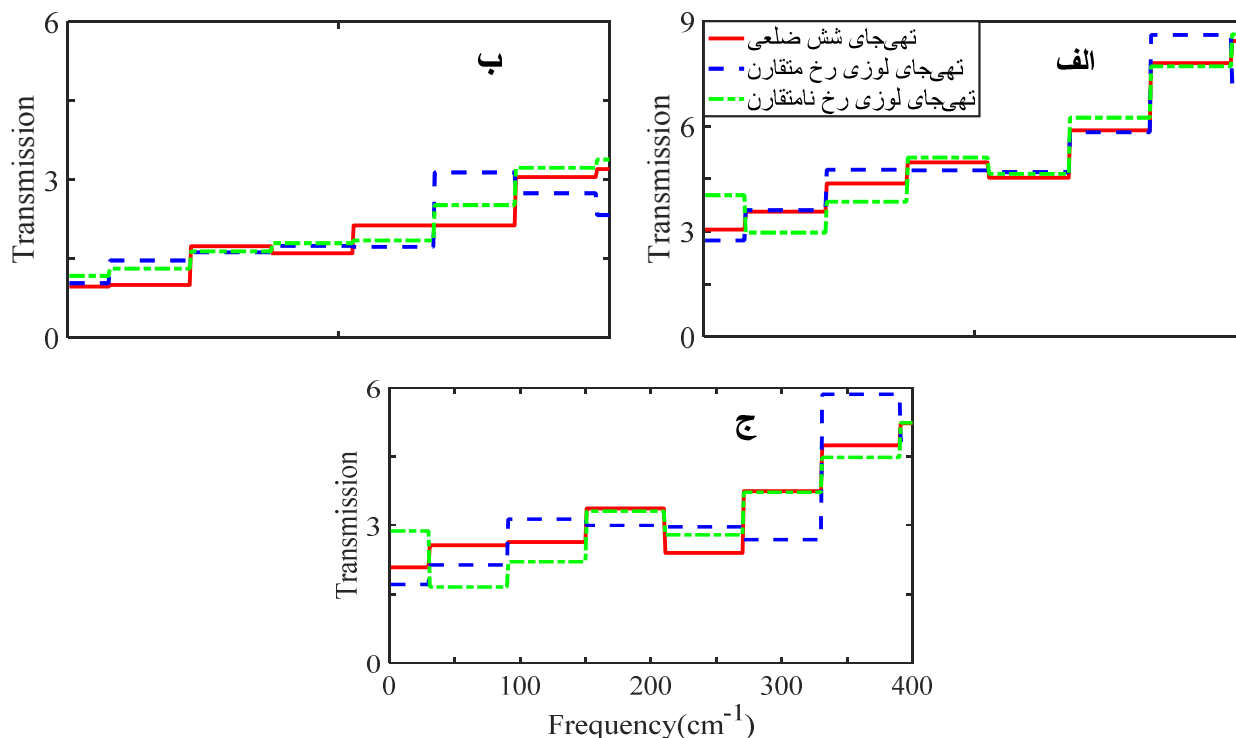 6
3
0
Transmission
ب
9
6
3
0
Transmission
تهی‌جای شش ضلعی
تهی‌جای لوزی رخ متقارن
تهی‌جای لوزی رخ نامتقارن
الف
6
3
0
Transmission
ج
0 100 200 300 400
Frequency(cm⁻¹)